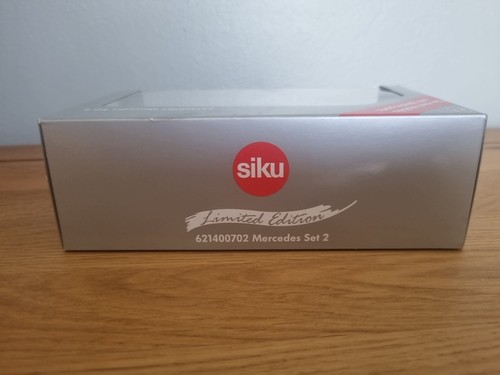 siku
Limited Edition
621400702 Mercedes Set 2